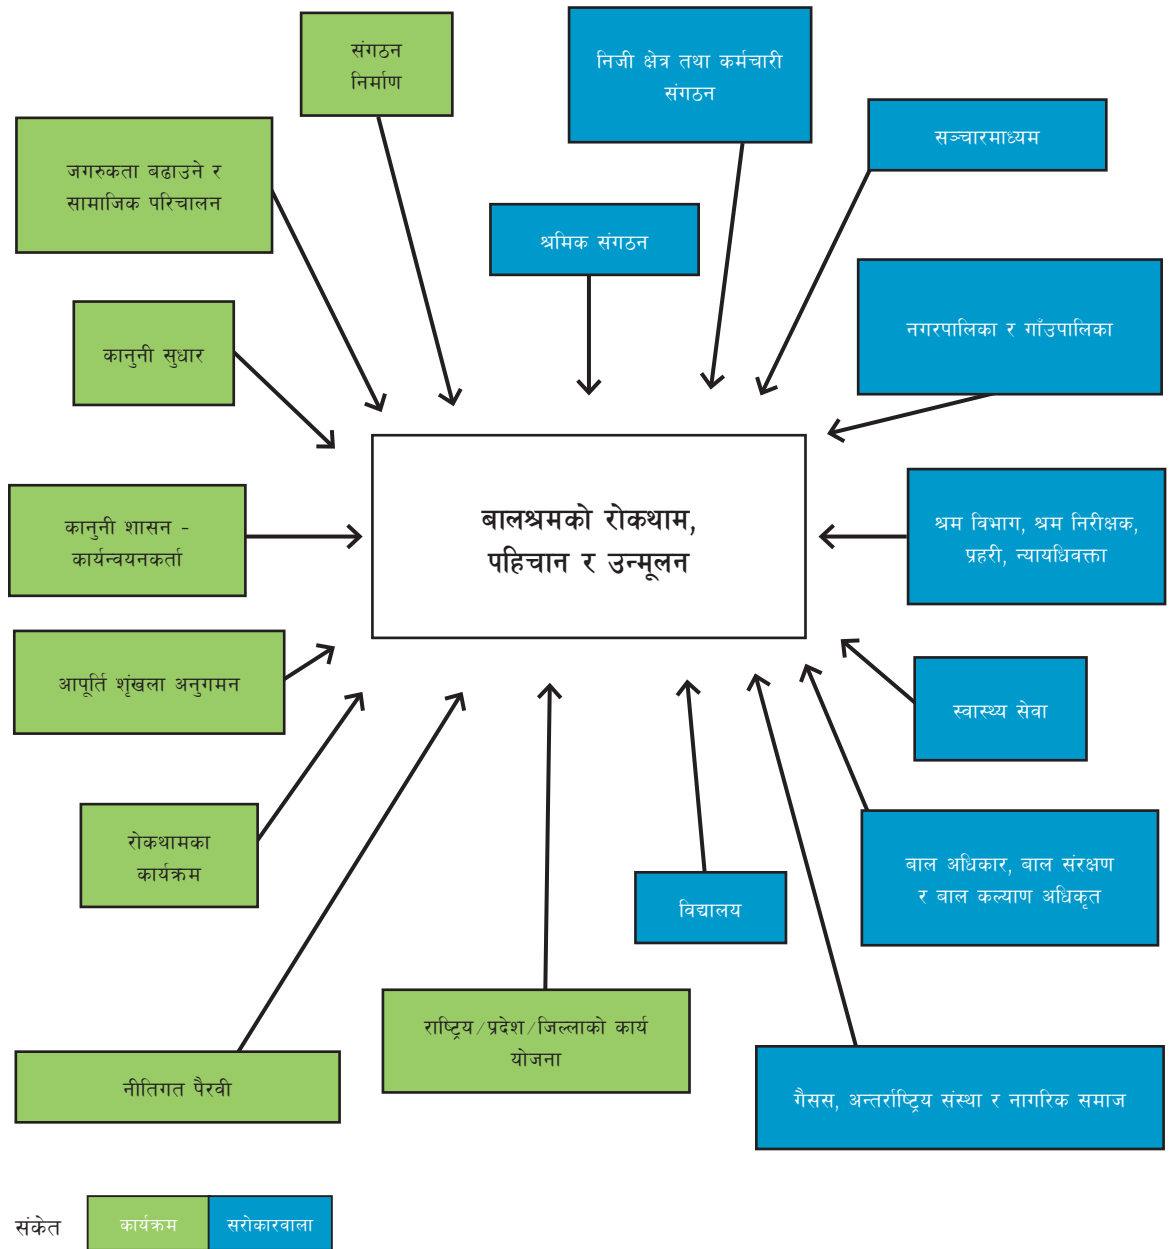 संगठन
निर्माण
निजी क्षेत्र तथा कर्मचारी
संगठन
सञ्चारमाध्यम
जगरुकता बढाउने र
सामाजिक परिचालन
श्रमिक संगठन
नगरपालिका र गाँउपालिका
कानुनी सुधार
बालश्रमको रोकथाम,
पहिचान र उन्मूलन
कानुनी शासन -
कार्यन्वयनकर्ता
श्रम विभाग, श्रम निरीक्षक,
प्रहरी, न्यायधिवक्ता
आपूर्ति शृंखला अनुगमन
स्वास्थ्य सेवा
रोकथामका
कार्यक्रम
बाल अधिकार, बाल संरक्षण
र बाल कल्याण अधिकृत
विद्यालय
राष्ट्रिय/प्रदेश/जिल्लाको कार्य
योजना
नीतिगत पैरवी
गैसस, अन्तर्राष्ट्रिय संस्था र नागरिक समाज
संकेत
कार्यक्रम
सरोकारवाला